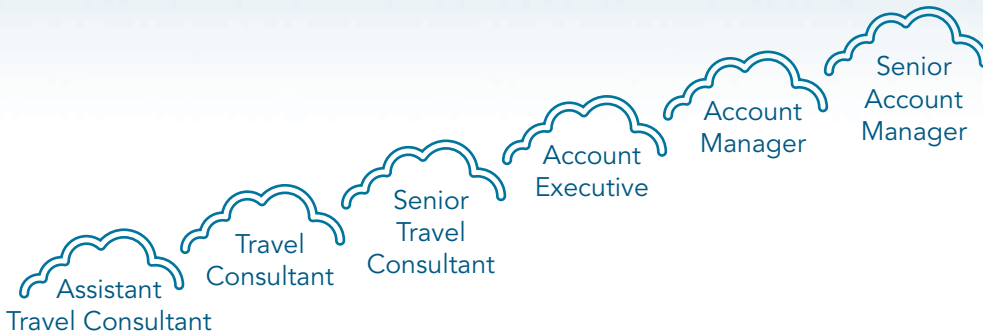 Assistant
Travel Consultant
Travel
Consultant
Senior
Travel
Consultant
Account
Executive
Account
Manager
Senior
Account
Manager